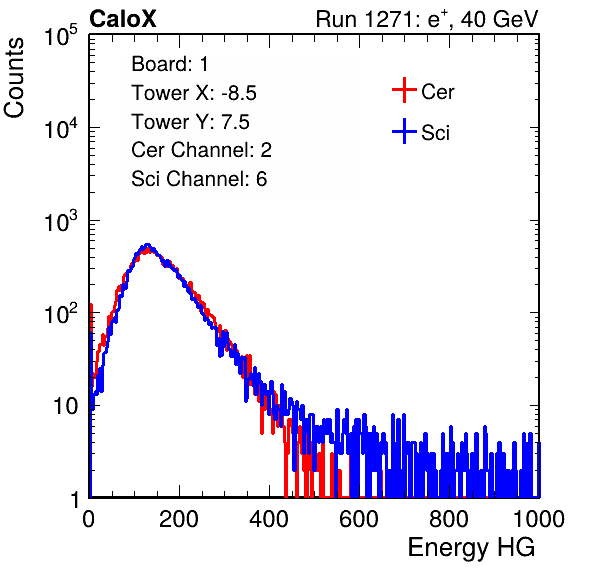 CaloX Run 1271: e⁺, 40 GeV
Counts
Board: 1
Tower X: -8.5
Tower Y: 7.5
Cer Channel: 2
Sci Channel: 6
Cer
Sci
10⁵
10⁴
10³
10²
10
1
0 200 400 600 800 1000
Energy HG